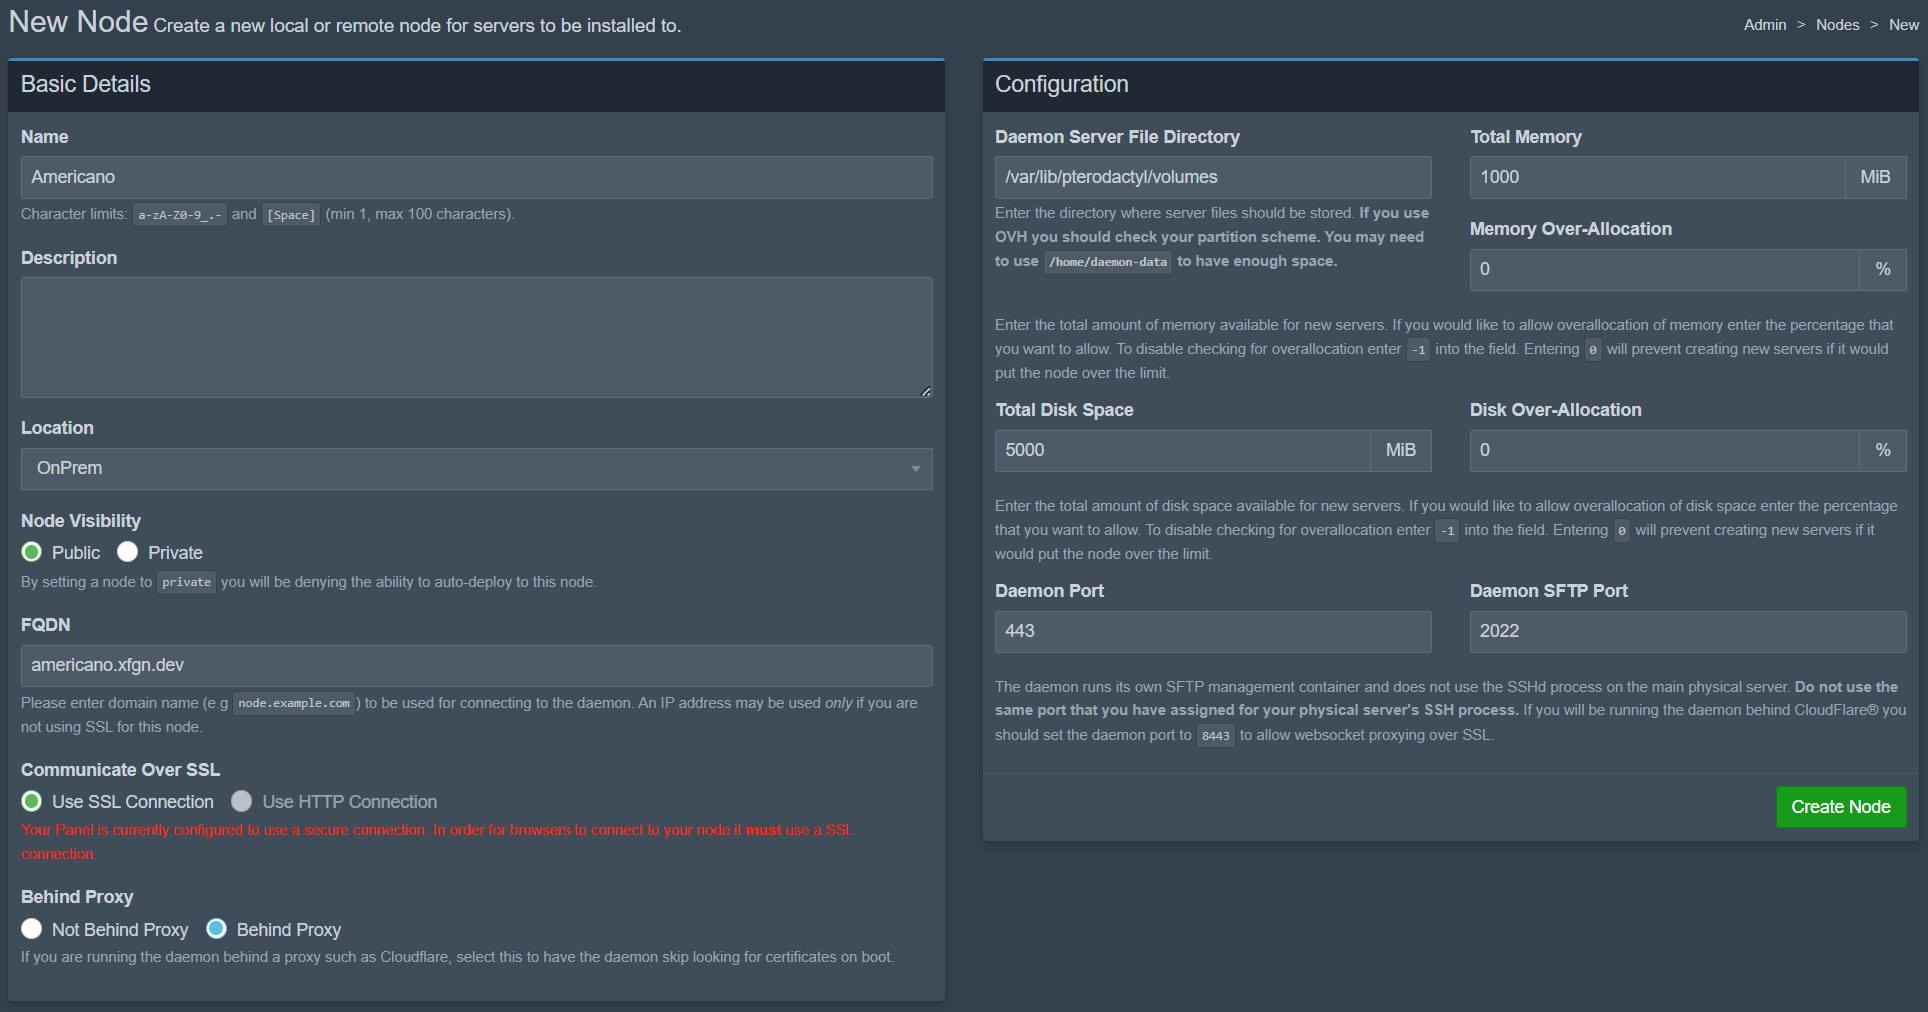 New Node Create a new local or remote node for servers to be installed to.
Admin > Nodes > New
Basic Details
Name
Americano
Character limits: a-zA-Z0-9_.- and [Space] (min 1, max 100 characters).
Description
Location
OnPrem
Node Visibility
Public Private
By setting a node to private you will be denying the ability to auto-deploy to this node.
FQDN
americano.xfgn.dev
Please enter domain name (e.g node.example.com ) to be used for connecting to the daemon. An IP address may be used only if you are
not using SSL for this node.
Communicate Over SSL
Use SSL Connection Use HTTP Connection
Your Panel is currently configured to use a secure connection. In order for browsers to connect to your node it must use a SSL
connection.
Behind Proxy
Not Behind Proxy Behind Proxy
If you are running the daemon behind a proxy such as Cloudflare, select this to have the daemon skip looking for certificates on boot.
Configuration
Daemon Server File Directory
/var/lib/pterodactyl/volumes
Enter the directory where server files should be stored. If you use
OVH you should check your partition scheme. You may need
to use /home/daemon-data to have enough space.
Total Memory
1000 MiB
Memory Over-Allocation
0 %
Enter the total amount of memory available for new servers. If you would like to allow overallocation of memory enter the percentage that
you want to allow. To disable checking for overallocation enter -1 into the field. Entering 0 will prevent creating new servers if it would
put the node over the limit.
Total Disk Space
5000 MiB
Disk Over-Allocation
0 %
Enter the total amount of disk space available for new servers. If you would like to allow overallocation of disk space enter the percentage
that you want to allow. To disable checking for overallocation enter -1 into the field. Entering 0 will prevent creating new servers if it
would put the node over the limit.
Daemon Port
443
Daemon SFTP Port
2022
The daemon runs its own SFTP management container and does not use the SSHd process on the main physical server. Do not use the
same port that you have assigned for your physical server's SSH process. If you will be running the daemon behind CloudFlare® you
should set the daemon port to 8443 to allow websocket proxying over SSL.
Create Node